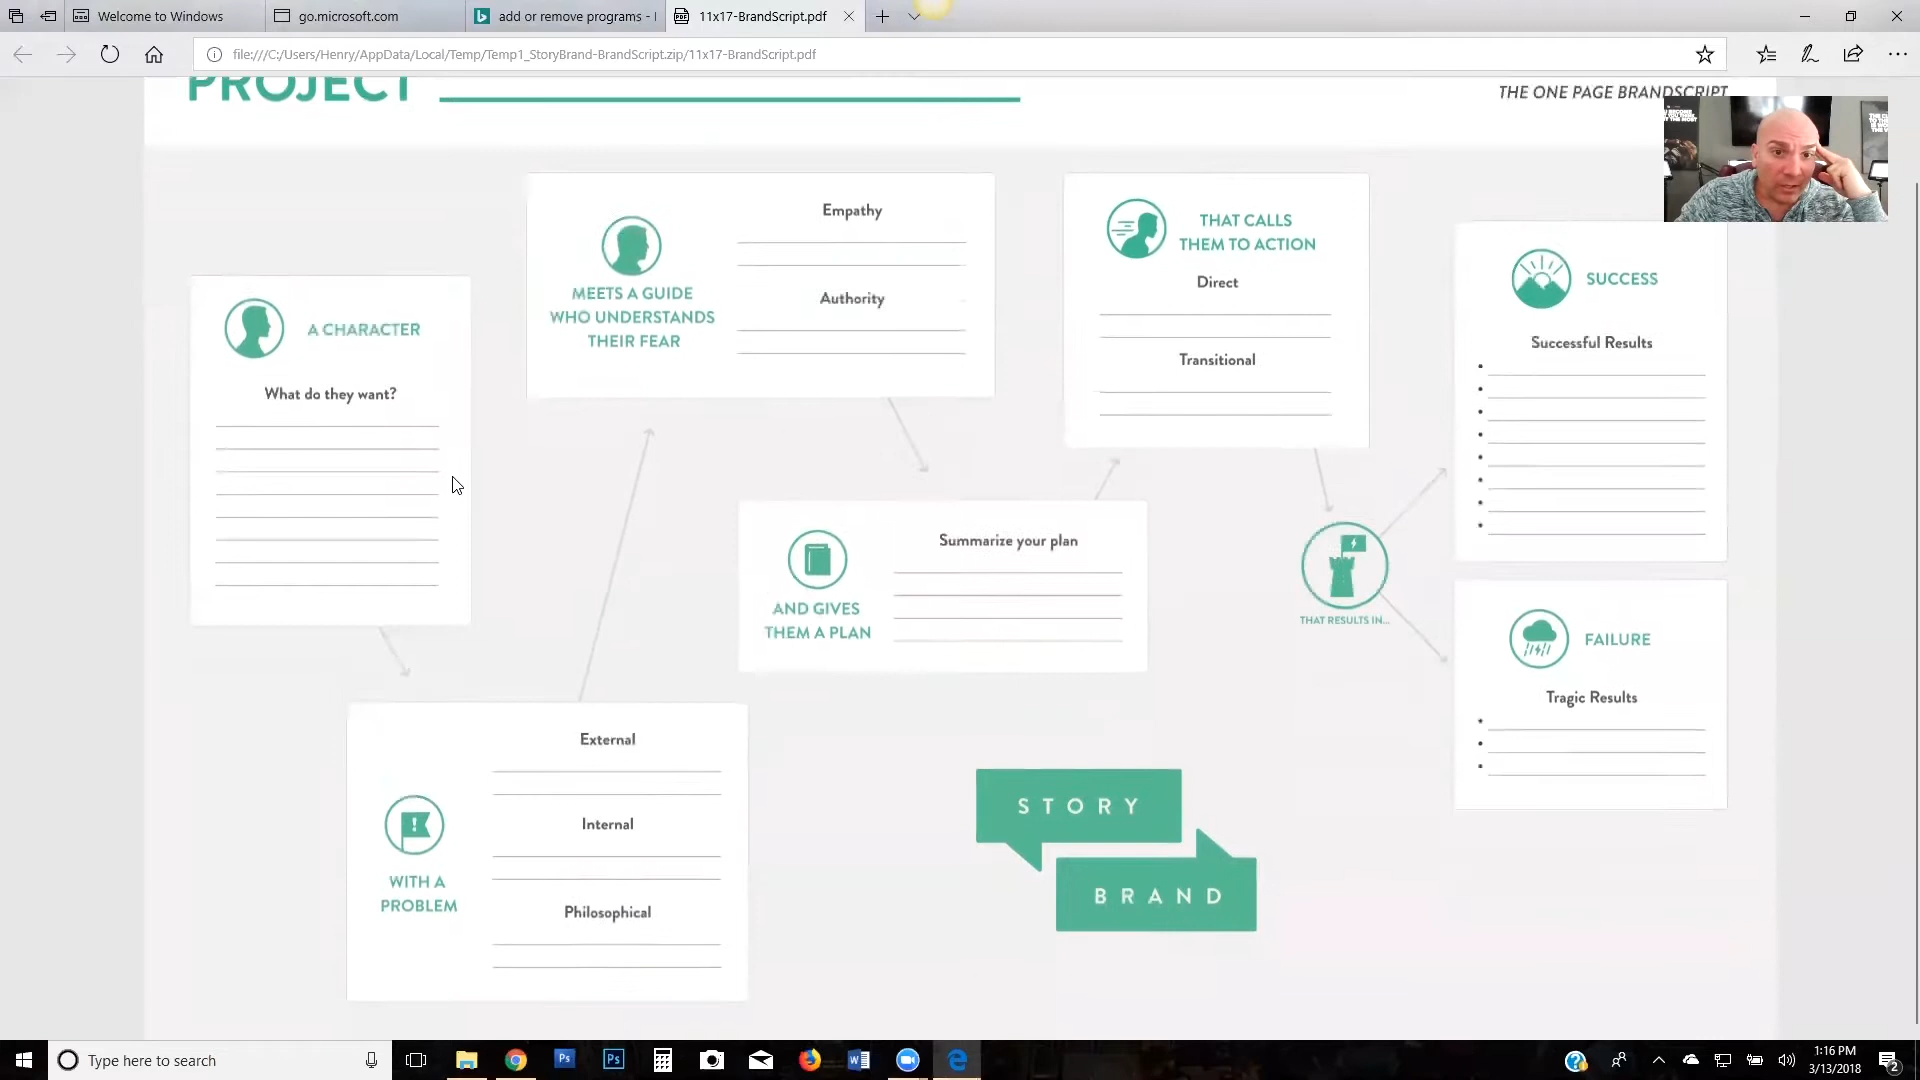 Welcome to Windows
go.microsoft.com
add or remove programs -
11x17-BrandScript.pdf
file:///C:/Users/Henry/AppData/Local/Temp/Temp1_StoryBrand-BrandScript.zip/11x17-BrandScript.pdf
PROJECT
THE ONE PAGE BRANDSCRIPT
A CHARACTER
What do they want?
WITH A
PROBLEM
External
Internal
Philosophical
MEETS A GUIDE
WHO UNDERSTANDS
THEIR FEAR
Empathy
Authority
AND GIVES
THEM A PLAN
Summarize your plan
THAT CALLS
THEM TO ACTION
Direct
Transitional
THAT RESULTS IN...
SUCCESS
Successful Results
FAILURE
Tragic Results
STORY
BRAND
Type here to search
1:16 PM
3/13/2018
2